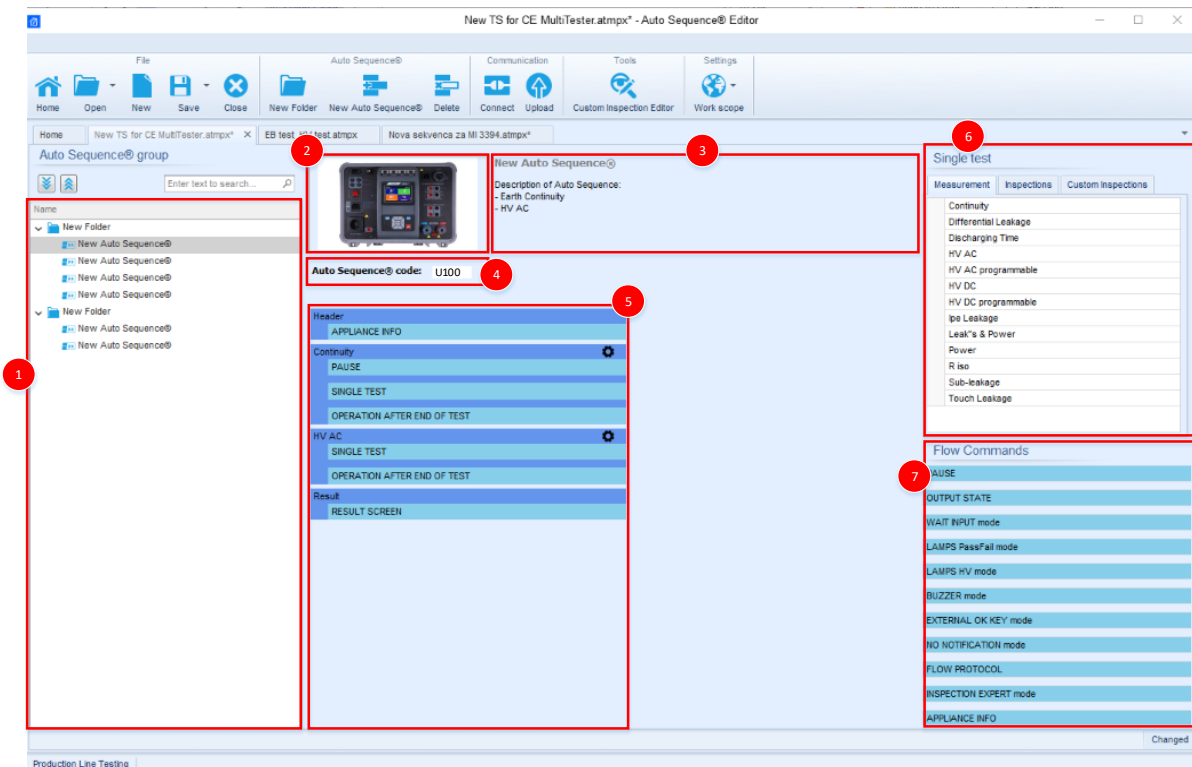 New TS for CE MultiTester.atmpx* - Auto Sequence® Editor
File
Auto Sequence®
Communication
Tools
Settings
Home
Open
New
Save
Close
New Folder
New Auto Sequence®
Delete
Connect
Upload
Custom Inspection Editor
Work scope
Home
New TS for CE MultiTester.atmpx*
EB test_HV test.atmpx
Nova sekvenca za MI 3394.atmpx*
Auto Sequence® group
Enter text to search...
Name
New Folder
New Auto Sequence®
New Auto Sequence®
New Auto Sequence®
New Auto Sequence®
New Folder
New Auto Sequence®
New Auto Sequence®
1
2
3
New Auto Sequence®
Description of Auto Sequence:
- Earth Continuity
- HV AC
Auto Sequence® code:
U100
4
5
Header
APPLIANCE INFO
Continuity
PAUSE
SINGLE TEST
OPERATION AFTER END OF TEST
HV AC
SINGLE TEST
OPERATION AFTER END OF TEST
Result
RESULT SCREEN
6
Single test
Measurement
Inspections
Custom Inspections
Continuity
Differential Leakage
Discharging Time
HV AC
HV AC programmable
HV DC
HV DC programmable
Ipe Leakage
Leak"s & Power
Power
R iso
Sub-leakage
Touch Leakage
Flow Commands
7
PAUSE
OUTPUT STATE
WAIT INPUT mode
LAMPS PassFail mode
LAMPS HV mode
BUZZER mode
EXTERNAL OK KEY mode
NO NOTIFICATION mode
FLOW PROTOCOL
INSPECTION EXPERT mode
APPLIANCE INFO
Changed
Production Line Testing